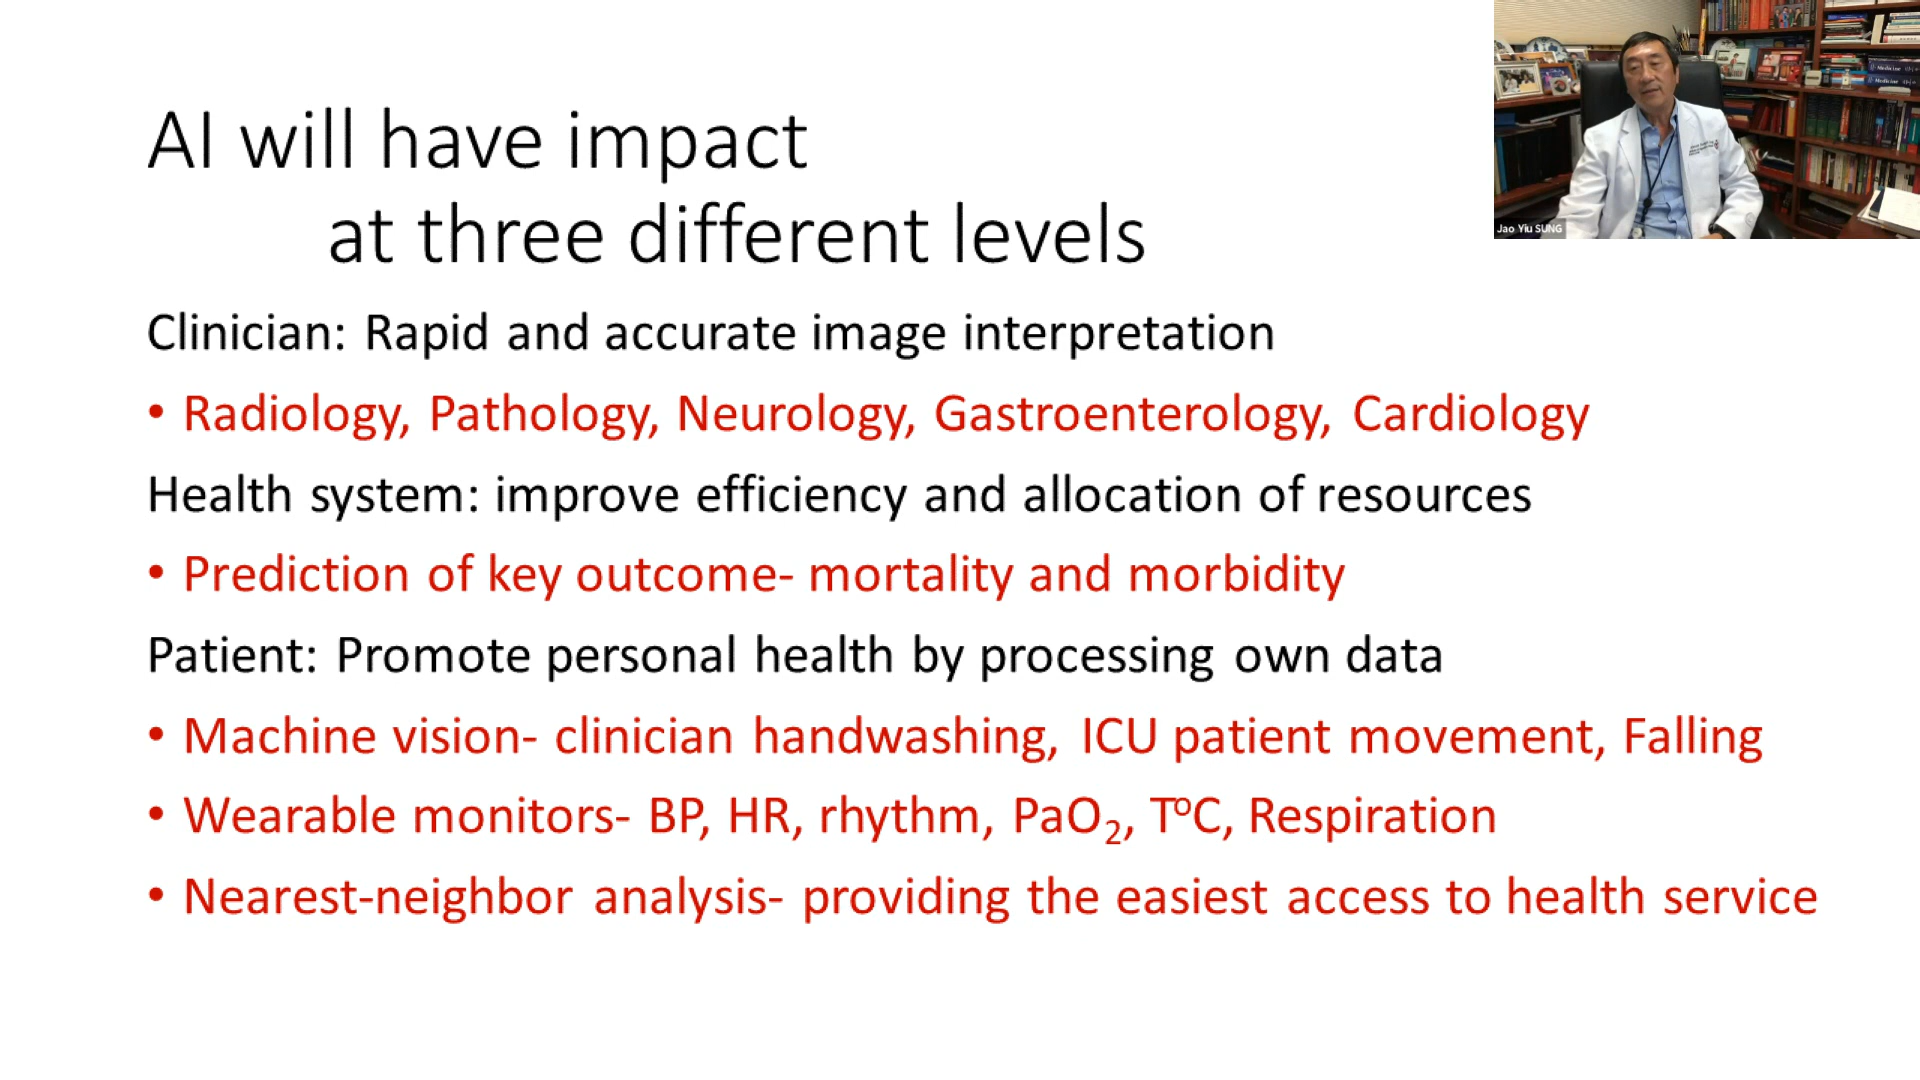 AI will have impact
at three different levels
Jao Yiu SUNG
Clinician: Rapid and accurate image interpretation
• Radiology, Pathology, Neurology, Gastroenterology, Cardiology
Health system: improve efficiency and allocation of resources
• Prediction of key outcome- mortality and morbidity
Patient: Promote personal health by processing own data
• Machine vision- clinician handwashing, ICU patient movement, Falling
• Wearable monitors- BP, HR, rhythm, PaO₂, TᵒC, Respiration
• Nearest-neighbor analysis- providing the easiest access to health service